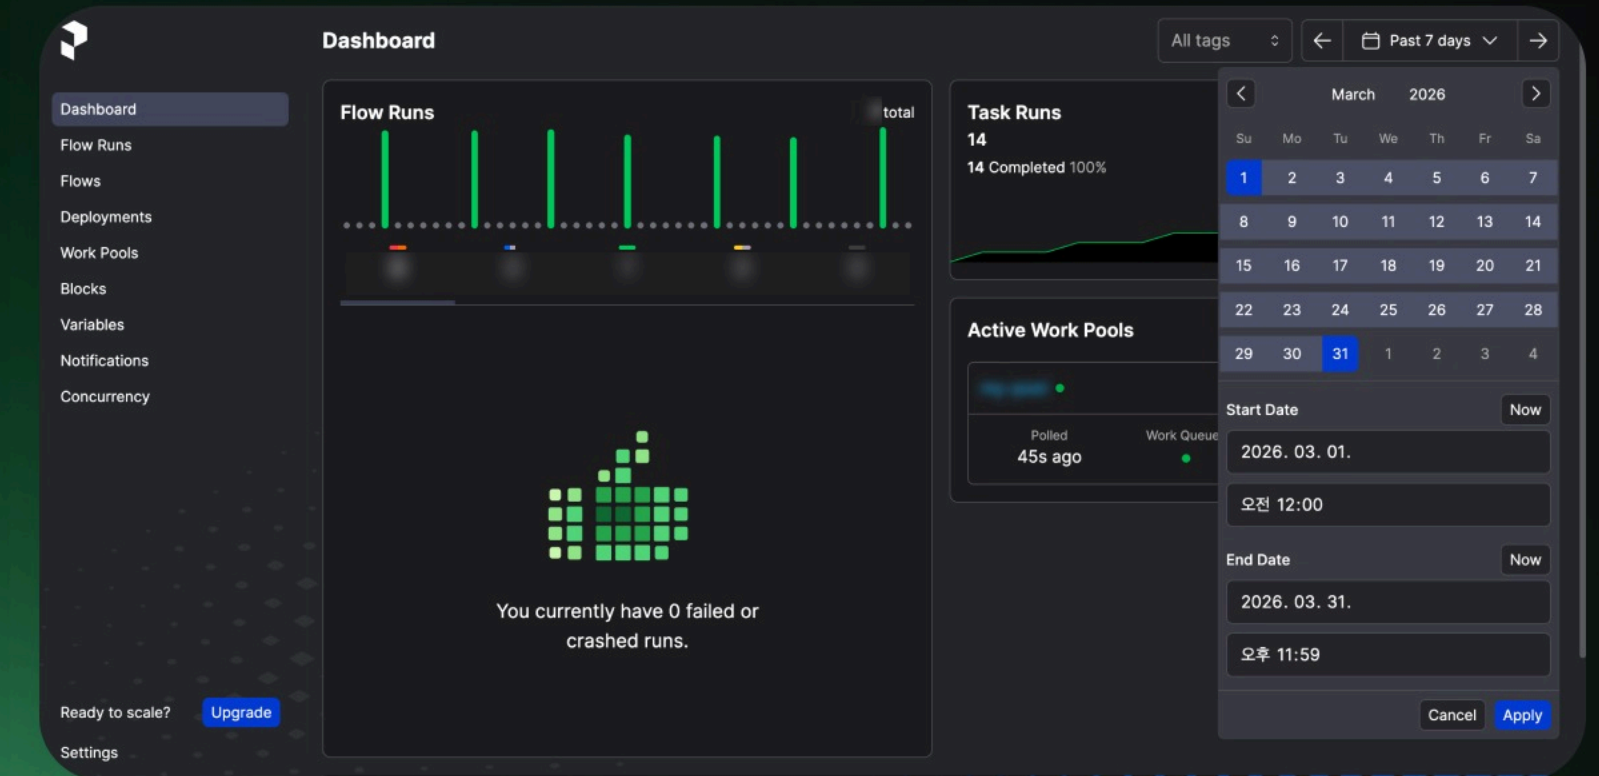 Dashboard
All tags
Past 7 days
Dashboard
Flow Runs
Flows
Deployments
Work Pools
Blocks
Variables
Notifications
Concurrency
Ready to scale?
Upgrade
Settings
Flow Runs
total
You currently have 0 failed or
crashed runs.
Task Runs
14
14 Completed 100%
Active Work Pools
Polled
Work Queue
45s ago
March 2026
Su Mo Tu We Th Fr Sa
1 2 3 4 5 6 7
8 9 10 11 12 13 14
15 16 17 18 19 20 21
22 23 24 25 26 27 28
29 30 31 1 2 3 4
Start Date
Now
2026. 03. 01.
오전 12:00
End Date
Now
2026. 03. 31.
오후 11:59
Cancel
Apply